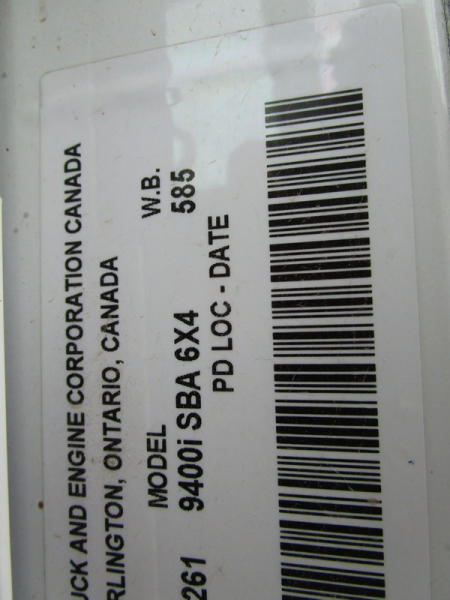 UCK AND ENGINE CORPORATION CANADA
RLINGTON, ONTARIO, CANADA
MODEL W.B.
261 9400i SBA 6X4 585
PD LOC - DATE